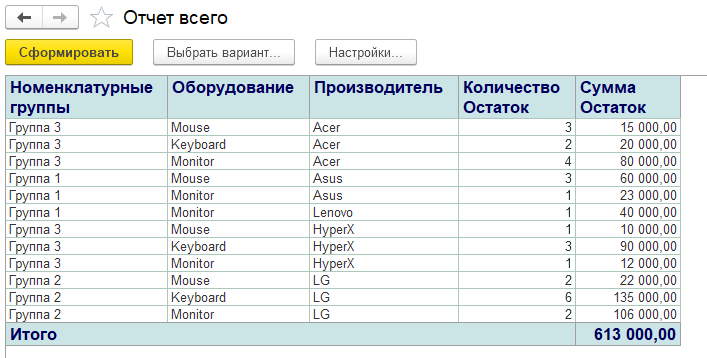 Отчет всего
Сформировать Выбрать вариант... Настройки...
Номенклатурные группы Оборудование Производитель Количество Остаток Сумма Остаток
Группа 3 Mouse Acer 3 15 000,00
Группа 3 Keyboard Acer 2 20 000,00
Группа 3 Monitor Acer 4 80 000,00
Группа 1 Mouse Asus 3 60 000,00
Группа 1 Monitor Asus 1 23 000,00
Группа 1 Monitor Lenovo 1 40 000,00
Группа 3 Mouse HyperX 1 10 000,00
Группа 3 Keyboard HyperX 3 90 000,00
Группа 3 Monitor HyperX 1 12 000,00
Группа 2 Mouse LG 2 22 000,00
Группа 2 Keyboard LG 6 135 000,00
Группа 2 Monitor LG 2 106 000,00
Итого 613 000,00